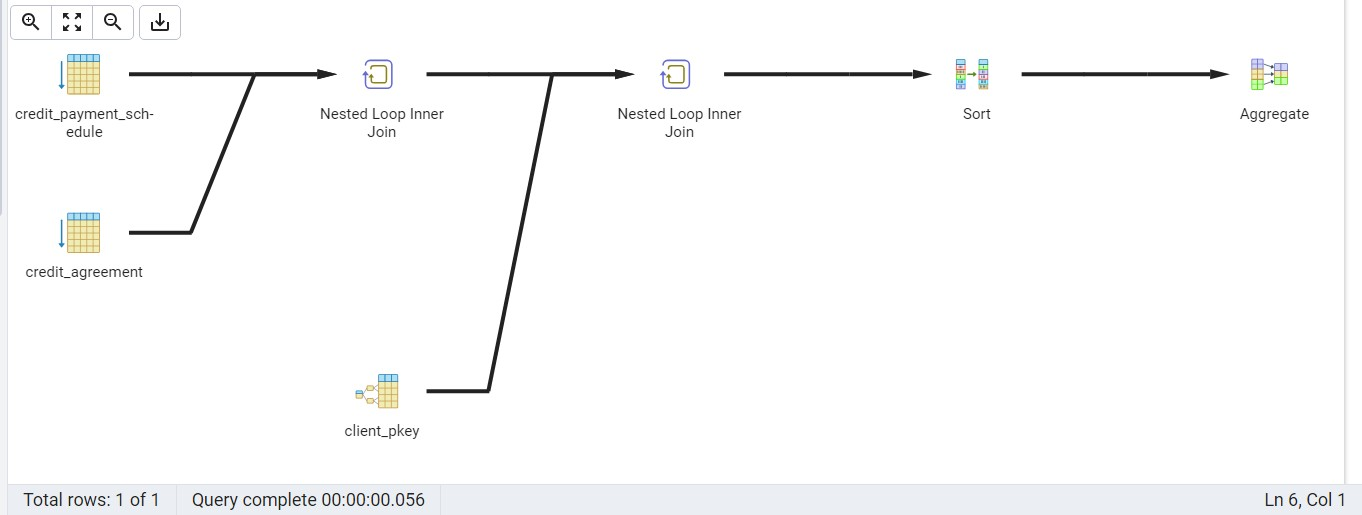 credit_payment_sch-
edule
Nested Loop Inner
Join
Nested Loop Inner
Join
Sort
Aggregate
credit_agreement
client_pkey
Total rows: 1 of 1
Query complete 00:00:00.056
Ln 6, Col 1